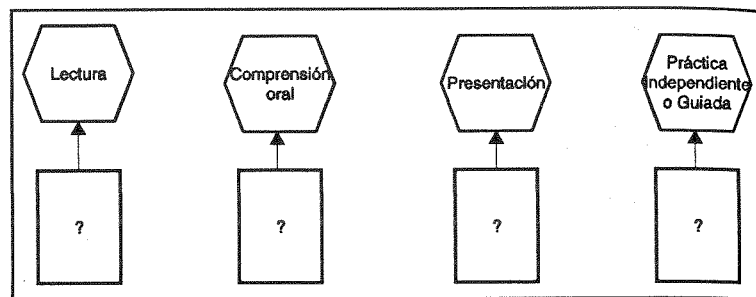 Lectura
Comprensión
oral
Presentación
Práctica
Independiente
o Guiada
?
?
?
?